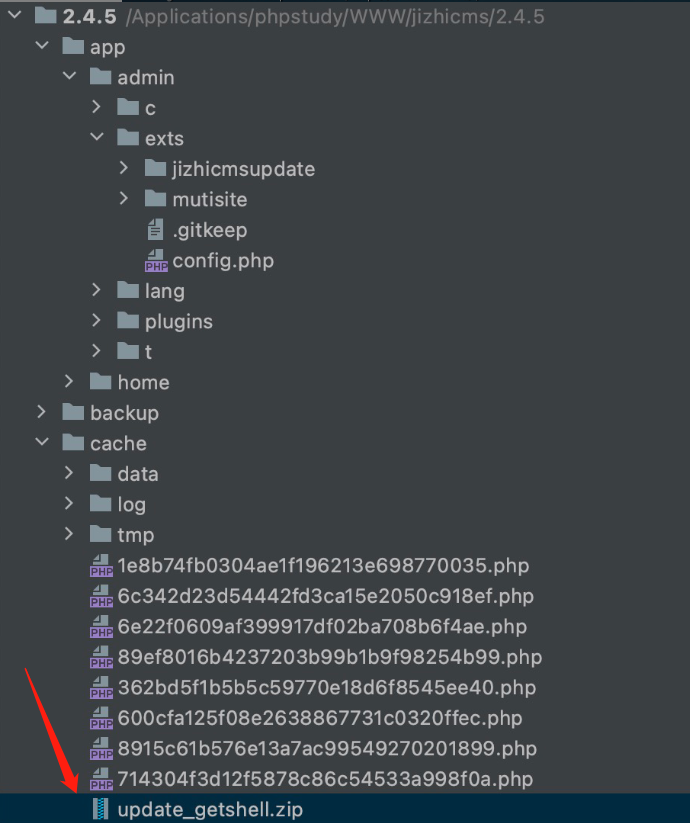 2.4.5 /Applications/phpstudy/WWW/jizhicms/2.4.5
app
admin
c
exts
jizhicmsupdate
mutisite
.gitkeep
PHP config.php
lang
plugins
t
home
backup
cache
data
log
tmp
PHP 1e8b74fb0304ae1f196213e698770035.php
PHP 6c342d23d54442fd3ca15e2050c918ef.php
PHP 6e22f0609af399917df02ba708b6f4ae.php
PHP 89ef8016b4237203b99b1b9f98254b99.php
PHP 362bd5f1b5b5c59770e18d6f8545ee40.php
PHP 600cfa125f08e2638867731c0320ffec.php
PHP 8915c61b576e13a7ac99549270201899.php
PHP 714304f3d12f5878c86c54533a998f0a.php
update_getshell.zip